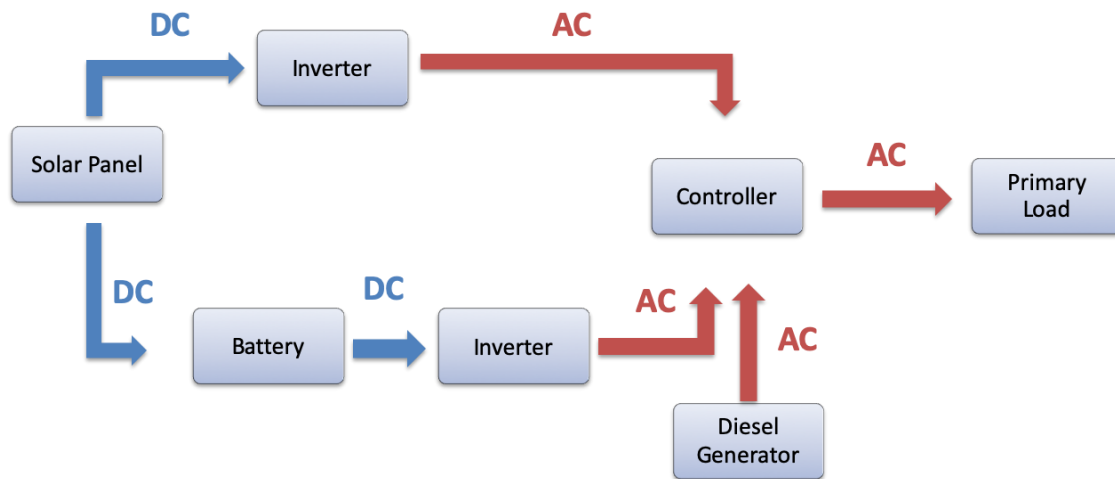 DC
AC
Inverter
Solar Panel
AC
Controller
Primary
Load
DC
DC
AC
Battery
Inverter
AC
Diesel
Generator